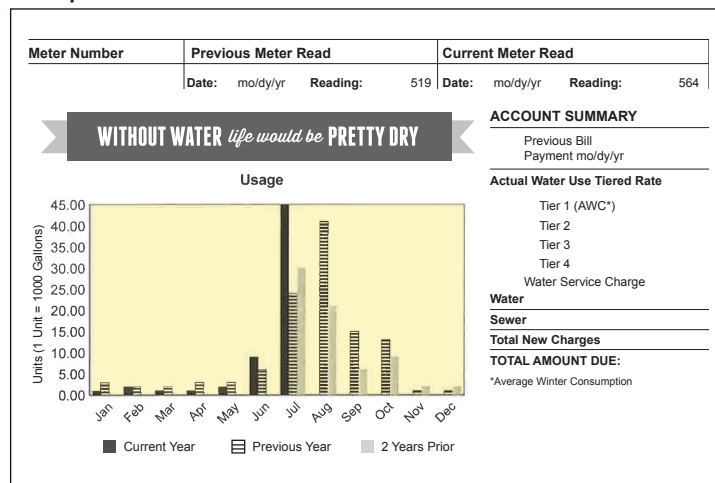 Meter Number Previous Meter Read Current Meter Read
Date: mo/dy/yr Reading: 519 Date: mo/dy/yr Reading: 564
WITHOUT WATER life would be PRETTY DRY
Usage
Units (1 Unit = 1000 Gallons)
45.00
40.00
35.00
30.00
25.00
20.00
15.00
10.00
5.00
0.00
Jan Feb Mar Apr May Jun Jul Aug Sep Oct Nov Dec
Current Year Previous Year 2 Years Prior
ACCOUNT SUMMARY
Previous Bill
Payment mo/dy/yr
Actual Water Use Tiered Rate
Tier 1 (AWC*)
Tier 2
Tier 3
Tier 4
Water Service Charge
Water
Sewer
Total New Charges
TOTAL AMOUNT DUE:
*Average Winter Consumption